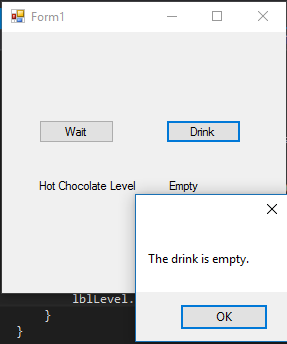 Form1
Wait Drink
Hot Chocolate Level Empty
The drink is empty.
OK
lblLevel.
}
}